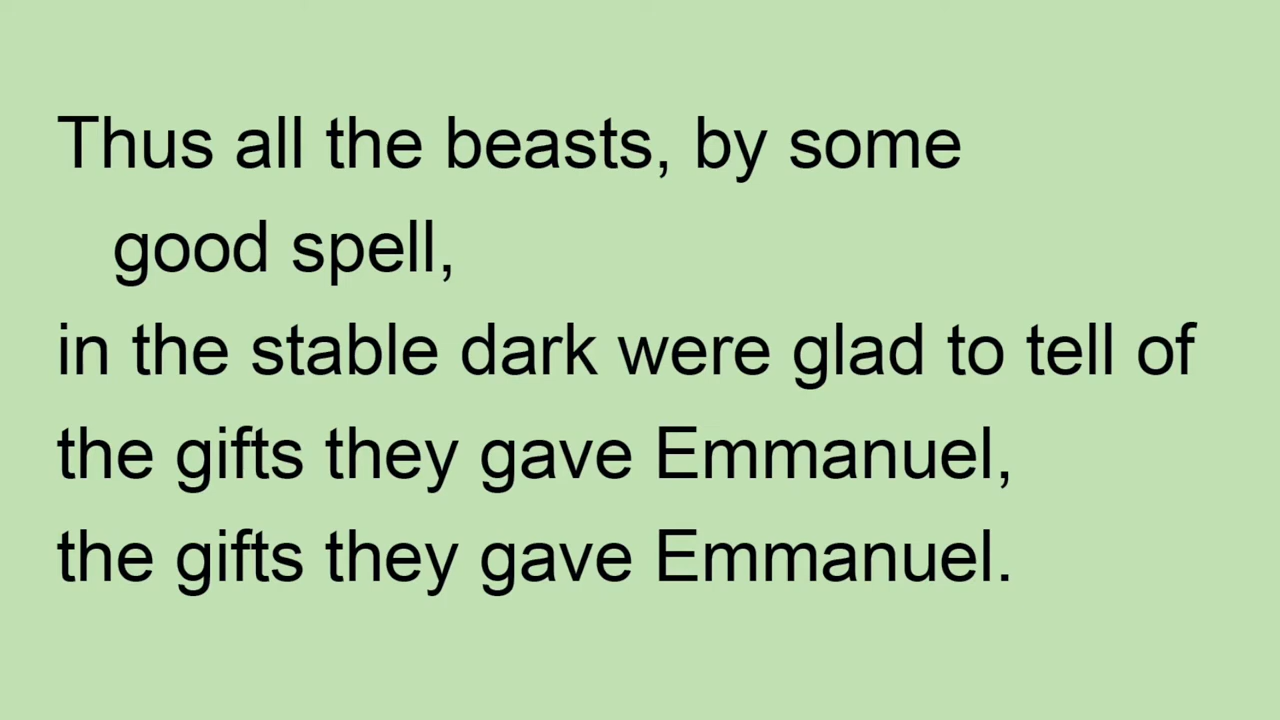 Thus all the beasts, by some
good spell,
in the stable dark were glad to tell of
the gifts they gave Emmanuel,
the gifts they gave Emmanuel.